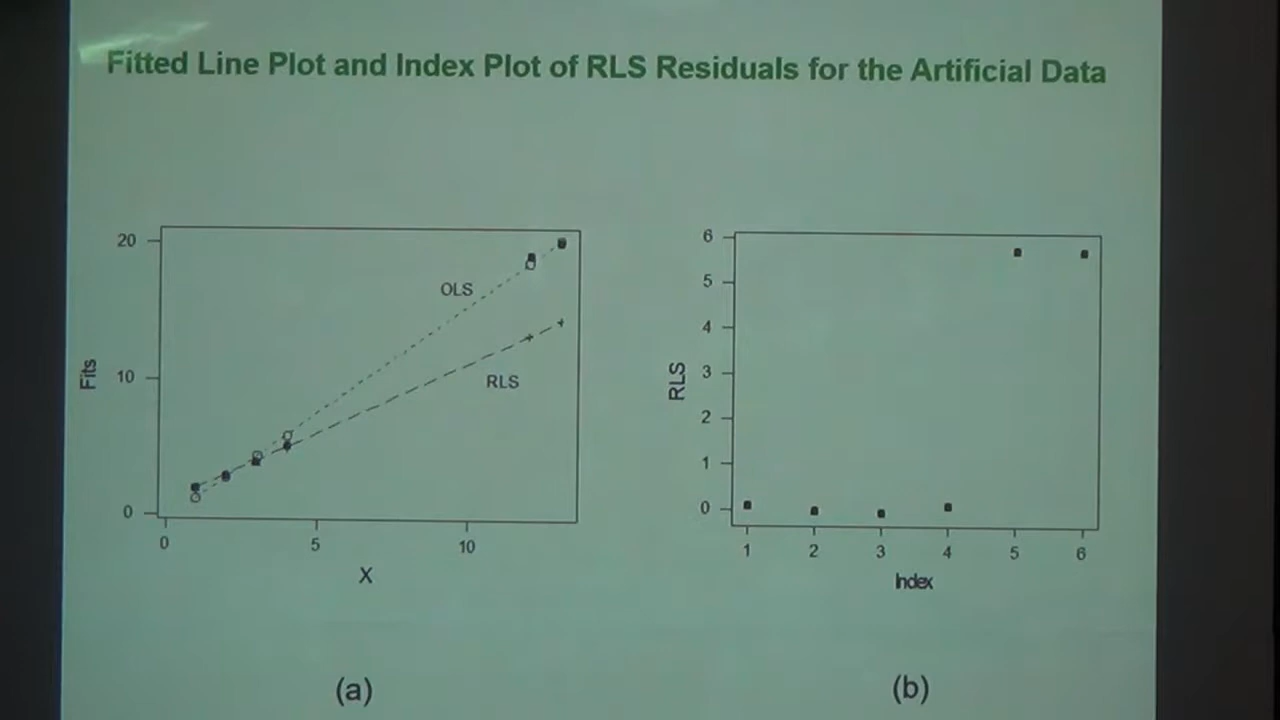 Fitted Line Plot and Index Plot of RLS Residuals for the Artificial Data
20
10
0
Fits
OLS
RLS
0 5 10
X
(a)
6
5
4
3
2
1
0
RLS
1 2 3 4 5 6
Index
(b)